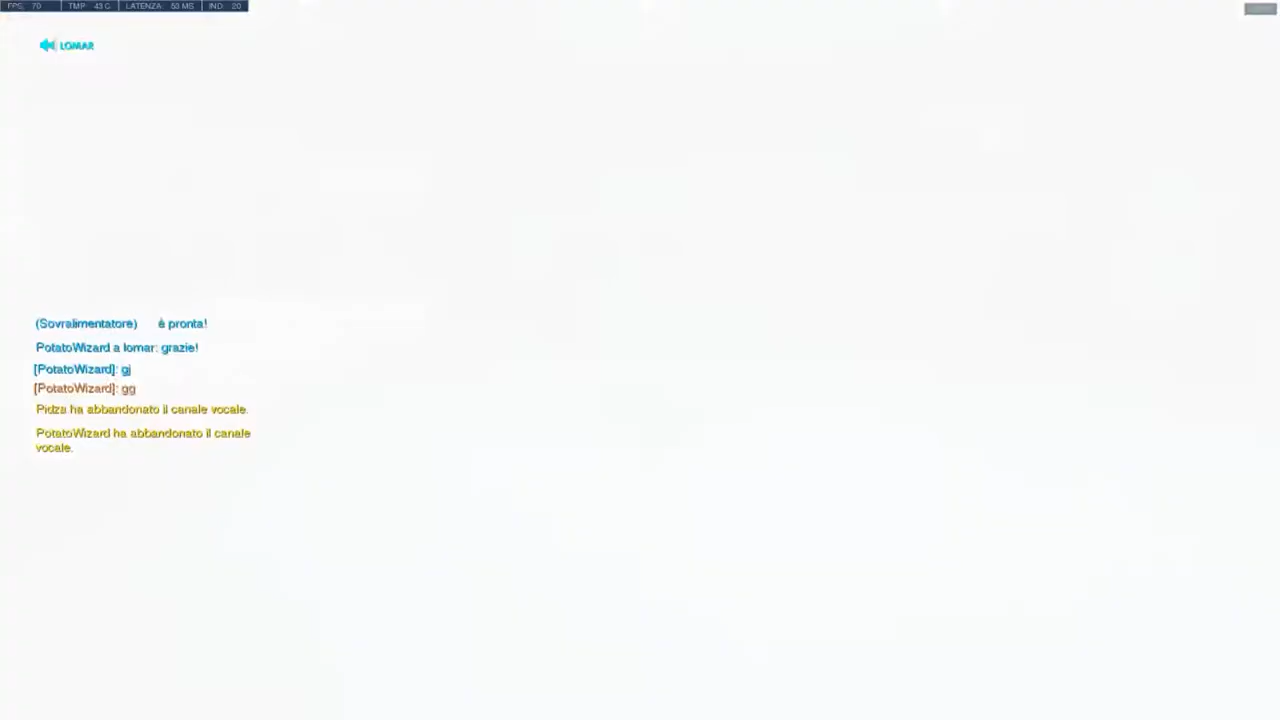 FPS: 70 TMP: 43 C LATENZA: 53 MS IND: 20
LOMAR
(Sovralimentatore) è pronta!
PotatoWizard a lomar: grazie!
[PotatoWizard]: gj
[PotatoWizard]: gg
Pidza ha abbandonato il canale vocale.
PotatoWizard ha abbandonato il canale
vocale.